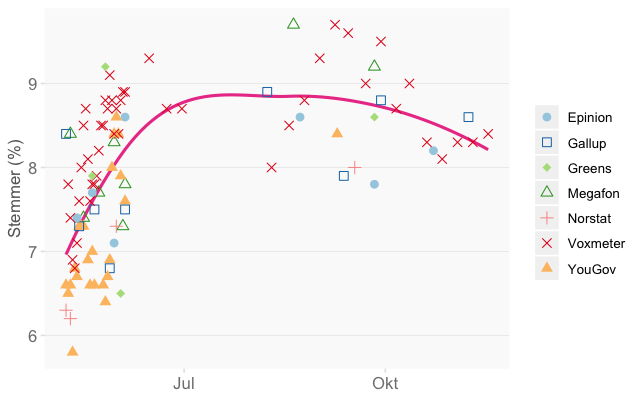 Stemmer (%)
9
8
7
6
Jul
Okt
Epinion
Gallup
Greens
Megafon
Norstat
Voxmeter
YouGov